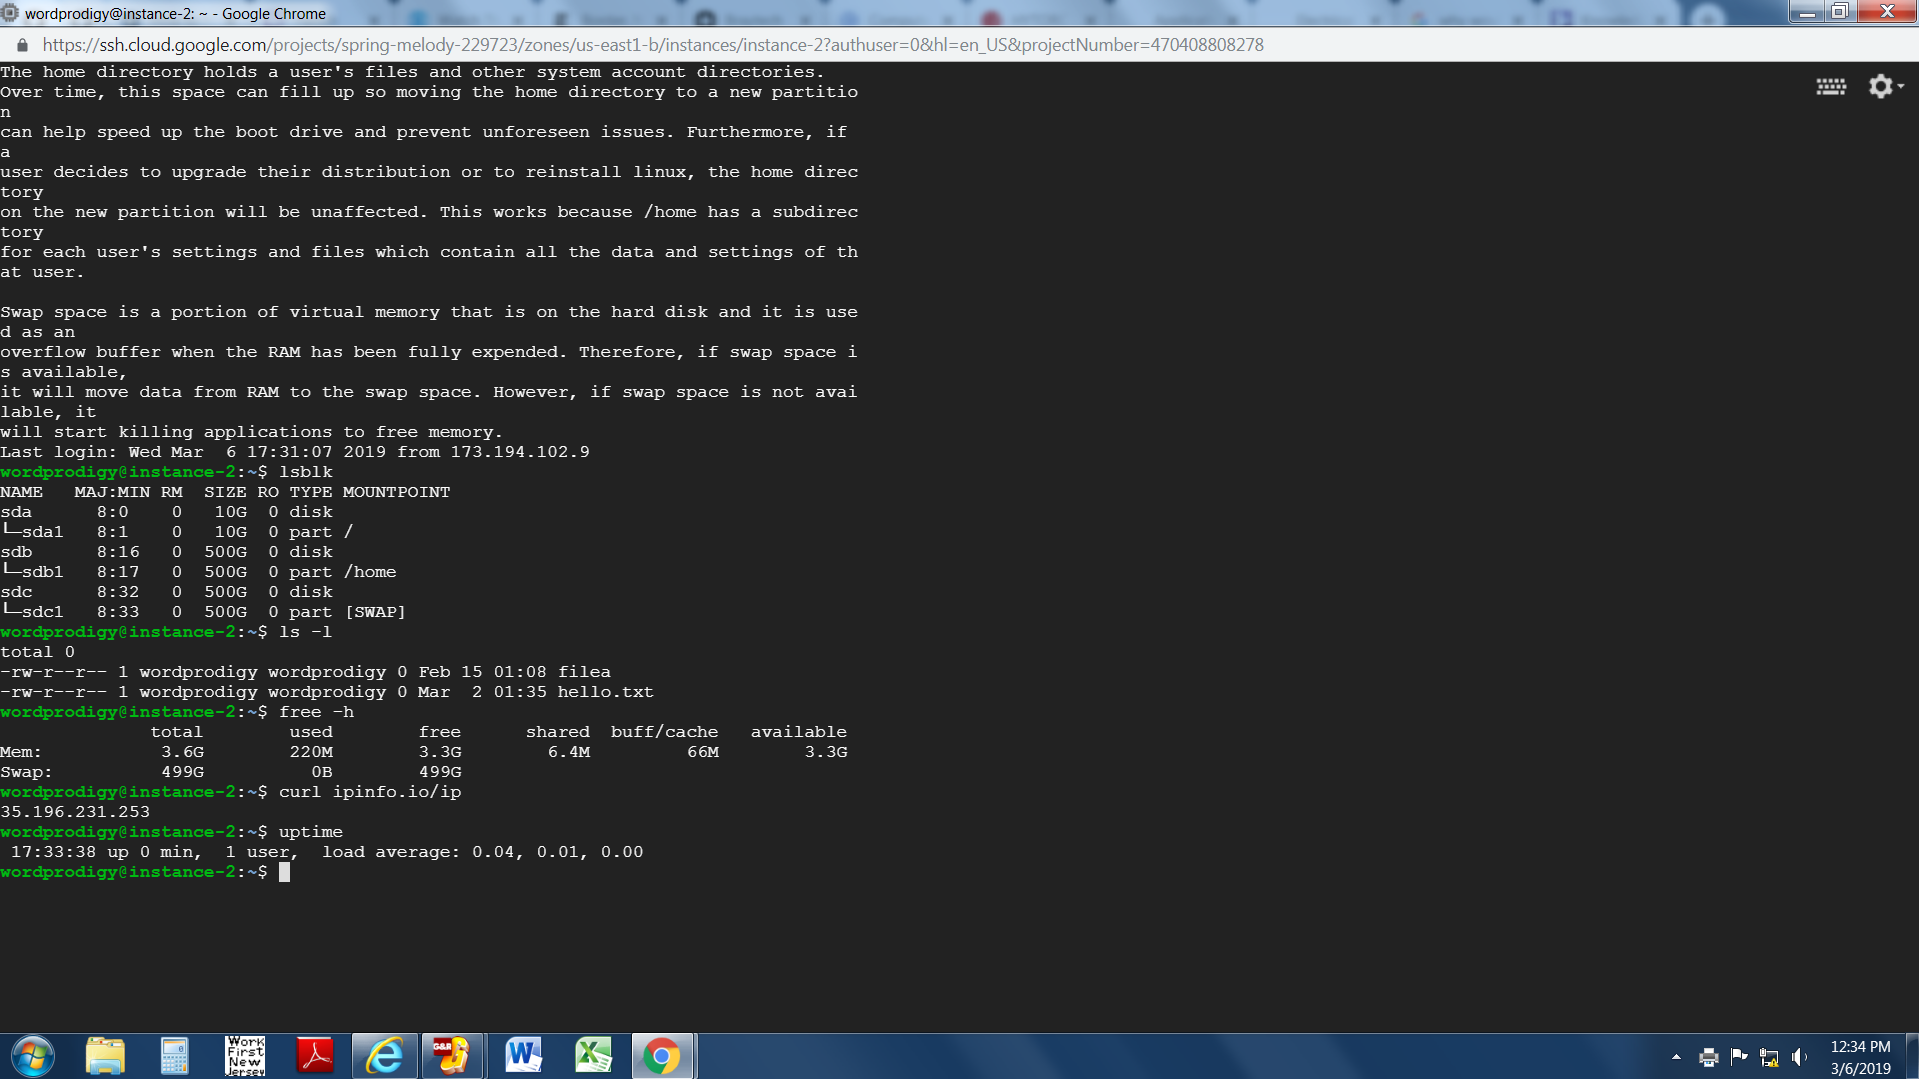 wordprodigy@instance-2: ~ - Google Chrome
https://ssh.cloud.google.com/projects/spring-melody-229723/zones/us-east1-b/instances/instance-2?authuser=0&hl=en_US&projectNumber=470408808278
The home directory holds a user's files and other system account directories.
Over time, this space can fill up so moving the home directory to a new partitio
n
can help speed up the boot drive and prevent unforeseen issues. Furthermore, if
a
user decides to upgrade their distribution or to reinstall linux, the home direc
tory
on the new partition will be unaffected. This works because /home has a subdirec
tory
for each user's settings and files which contain all the data and settings of th
at user.
Swap space is a portion of virtual memory that is on the hard disk and it is use
d as an
overflow buffer when the RAM has been fully expended. Therefore, if swap space i
s available,
it will move data from RAM to the swap space. However, if swap space is not avai
lable, it
will start killing applications to free memory.
Last login: Wed Mar  6 17:31:07 2019 from 173.194.102.9
wordprodigy@instance-2:~$ lsblk
NAME   MAJ:MIN RM  SIZE RO TYPE MOUNTPOINT
sda      8:0    0   10G  0 disk
└─sda1   8:1    0   10G  0 part /
sdb      8:16   0  500G  0 disk
└─sdb1   8:17   0  500G  0 part /home
sdc      8:32   0  500G  0 disk
└─sdc1   8:33   0  500G  0 part [SWAP]
wordprodigy@instance-2:~$ ls -l
total 0
-rw-r--r-- 1 wordprodigy wordprodigy 0 Feb 15 01:08 filea
-rw-r--r-- 1 wordprodigy wordprodigy 0 Mar  2 01:35 hello.txt
wordprodigy@instance-2:~$ free -h
              total        used        free      shared  buff/cache   available
Mem:           3.6G        220M        3.3G        6.4M         66M        3.3G
Swap:          499G          0B        499G
wordprodigy@instance-2:~$ curl ipinfo.io/ip
35.196.231.253
wordprodigy@instance-2:~$ uptime
 17:33:38 up 0 min,  1 user,  load average: 0.04, 0.01, 0.00
wordprodigy@instance-2:~$
Work
First
New
Jersey
G&R
12:34 PM
3/6/2019